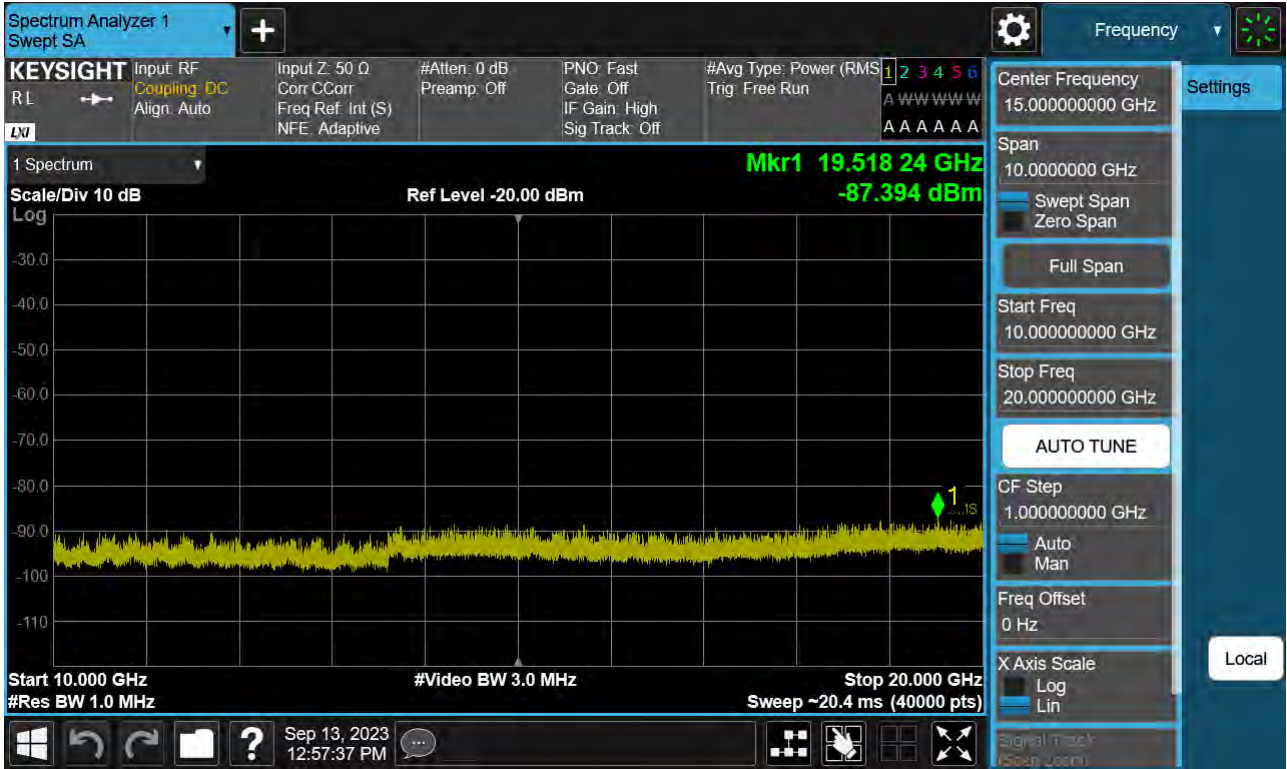 Spectrum Analyzer 1
Swept SA
Frequency
KEYSIGHT
RL
LXI
Input: RF
Coupling: DC
Align: Auto
Input Z: 50 Ω
Corr CCorr
Freq Ref: Int (S)
NFE: Adaptive
#Atten: 0 dB
Preamp: Off
PNO: Fast
Gate: Off
IF Gain: High
Sig Track: Off
#Avg Type: Power (RMS
Trig: Free Run
1 2 3 4 5 6
A W W W W W
A A A A A A
1 Spectrum
Mkr1 19.518 24 GHz
Scale/Div 10 dB
Ref Level -20.00 dBm
-87.394 dBm
Log
-30.0
-40.0
-50.0
-60.0
-70.0
-80.0
1
-90.0
-100
-110
Start 10.000 GHz
#Video BW 3.0 MHz
Stop 20.000 GHz
#Res BW 1.0 MHz
Sweep ~20.4 ms (40000 pts)
Center Frequency
15.000000000 GHz
Settings
Span
10.0000000 GHz
Swept Span
Zero Span
Full Span
Start Freq
10.000000000 GHz
Stop Freq
20.000000000 GHz
AUTO TUNE
CF Step
1.000000000 GHz
Auto
Man
Freq Offset
0 Hz
X Axis Scale
Log
Lin
Local
Signal Track
(Span Zoom)
?
Sep 13, 2023
12:57:37 PM